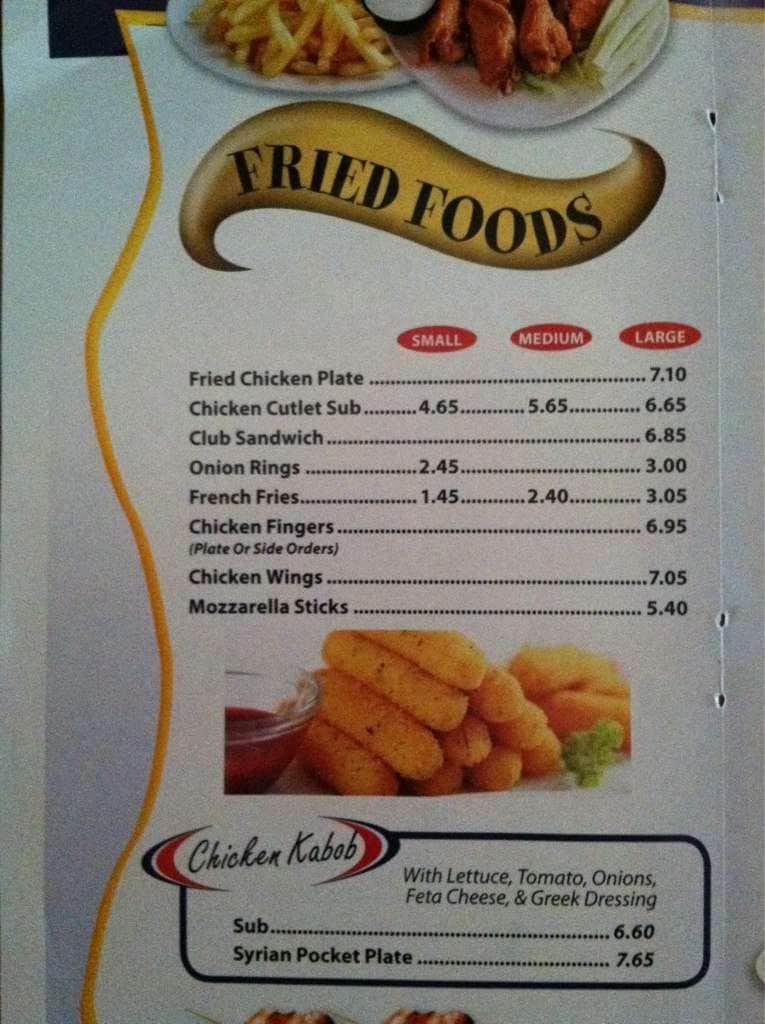 FRIED FOODS
SMALL MEDIUM LARGE
Fried Chicken Plate ................................................ 7.10
Chicken Cutlet Sub..........4.65............5.65............. 6.65
Club Sandwich....................................................... 6.85
Onion Rings ....................2.45............................... 3.00
French Fries..................... 1.45............2.40............. 3.05
Chicken Fingers ..................................................... 6.95
(Plate Or Side Orders)
Chicken Wings .......................................................7.05
Mozzarella Sticks .................................................. 5.40
Chicken Kabob
With Lettuce, Tomato, Onions,
Feta Cheese, & Greek Dressing
Sub........................................................... 6.60
Syrian Pocket Plate .................................. 7.65